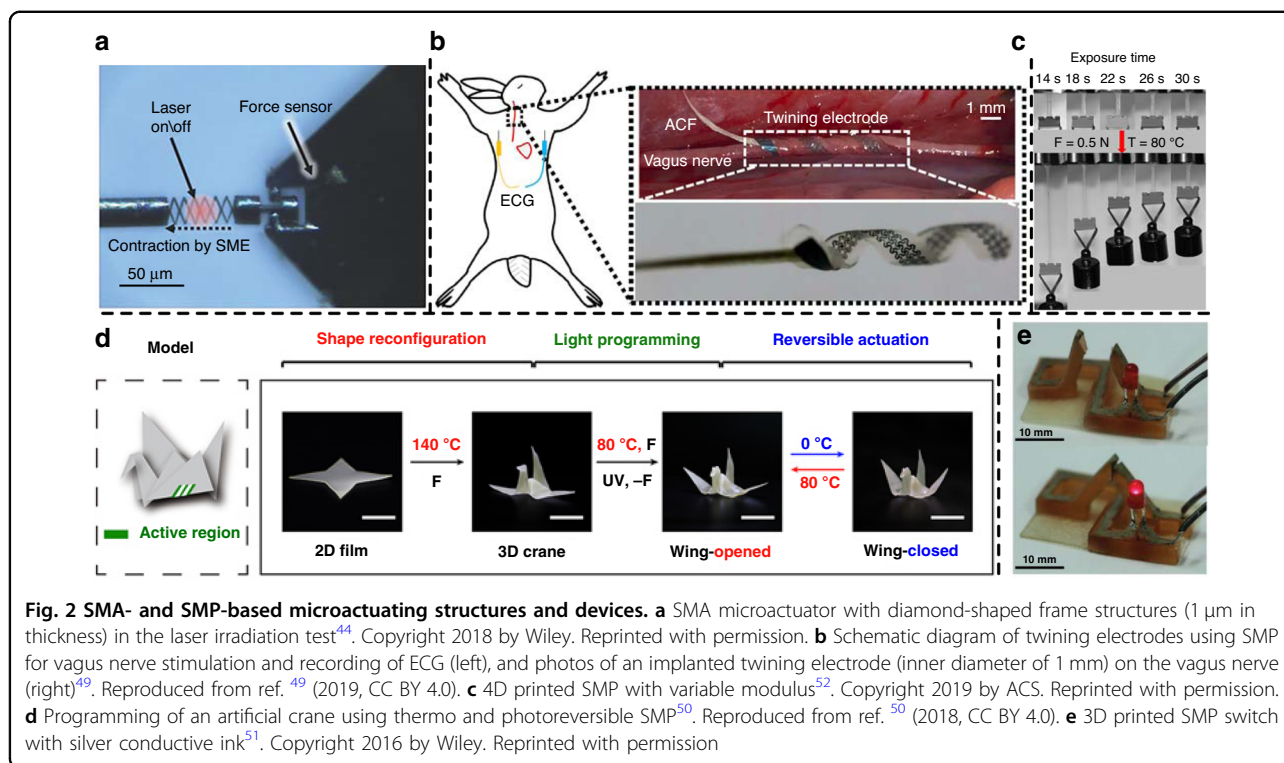 a
Laser
on\off
Force sensor
Contraction by SME
50 μm
b
ECG
ACF
Vagus nerve
Twining electrode
1 mm
c
Exposure time
14 s 18 s 22 s 26 s 30 s
F = 0.5 N T = 80 °C
d
Model
Active region
Shape reconfiguration
Light programming
Reversible actuation
2D film
140 °C
F
3D crane
80 °C, F
UV, –F
Wing-opened
0 °C
80 °C
Wing-closed
e
10 mm
10 mm
Fig. 2 SMA- and SMP-based microactuating structures and devices. a SMA microactuator with diamond-shaped frame structures (1 μm in
thickness) in the laser irradiation test44. Copyright 2018 by Wiley. Reprinted with permission. b Schematic diagram of twining electrodes using SMP
for vagus nerve stimulation and recording of ECG (left), and photos of an implanted twining electrode (inner diameter of 1 mm) on the vagus nerve
(right)49. Reproduced from ref. 49 (2019, CC BY 4.0). c 4D printed SMP with variable modulus52. Copyright 2019 by ACS. Reprinted with permission.
d Programming of an artificial crane using thermo and photoreversible SMP50. Reproduced from ref. 50 (2018, CC BY 4.0). e 3D printed SMP switch
with silver conductive ink51. Copyright 2016 by Wiley. Reprinted with permission